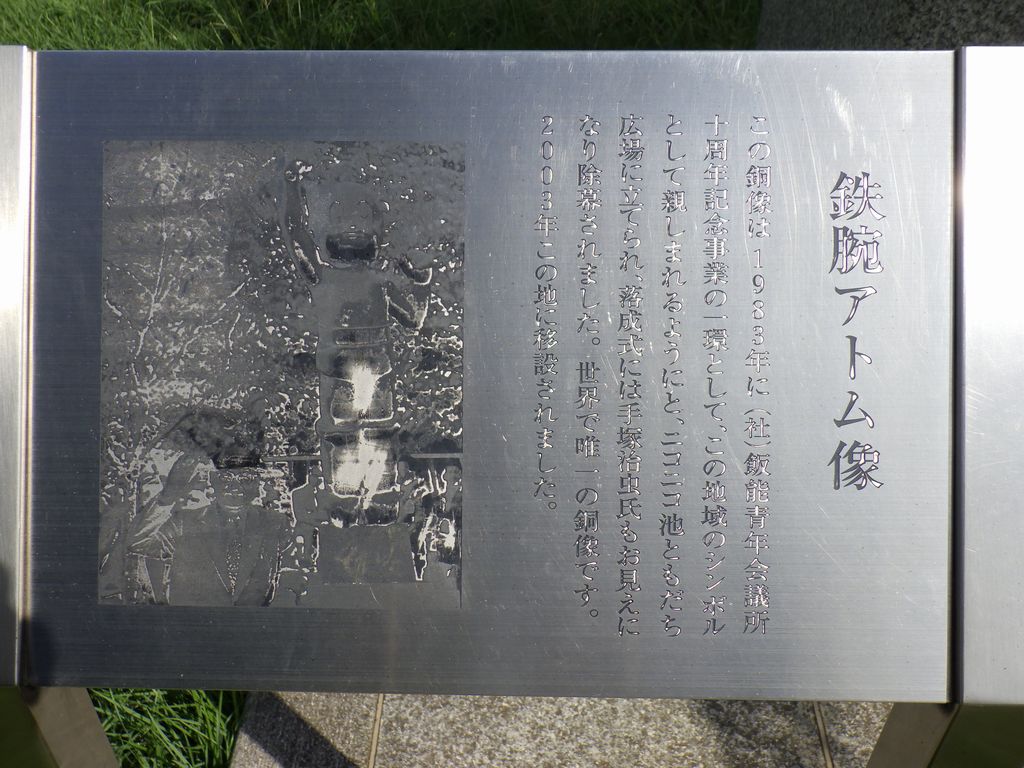 鉄腕アトム像
この銅像は1983年に（社）飯能青年会議所
十周年記念事業の一環として、この地域のシンボル
として親しまれるようにと、ニコニコ池ともだち
広場に立てられ、落成式には手塚治虫氏もお見えに
なり除幕されました。世界で唯一の銅像です。
2003年この地に移設されました。